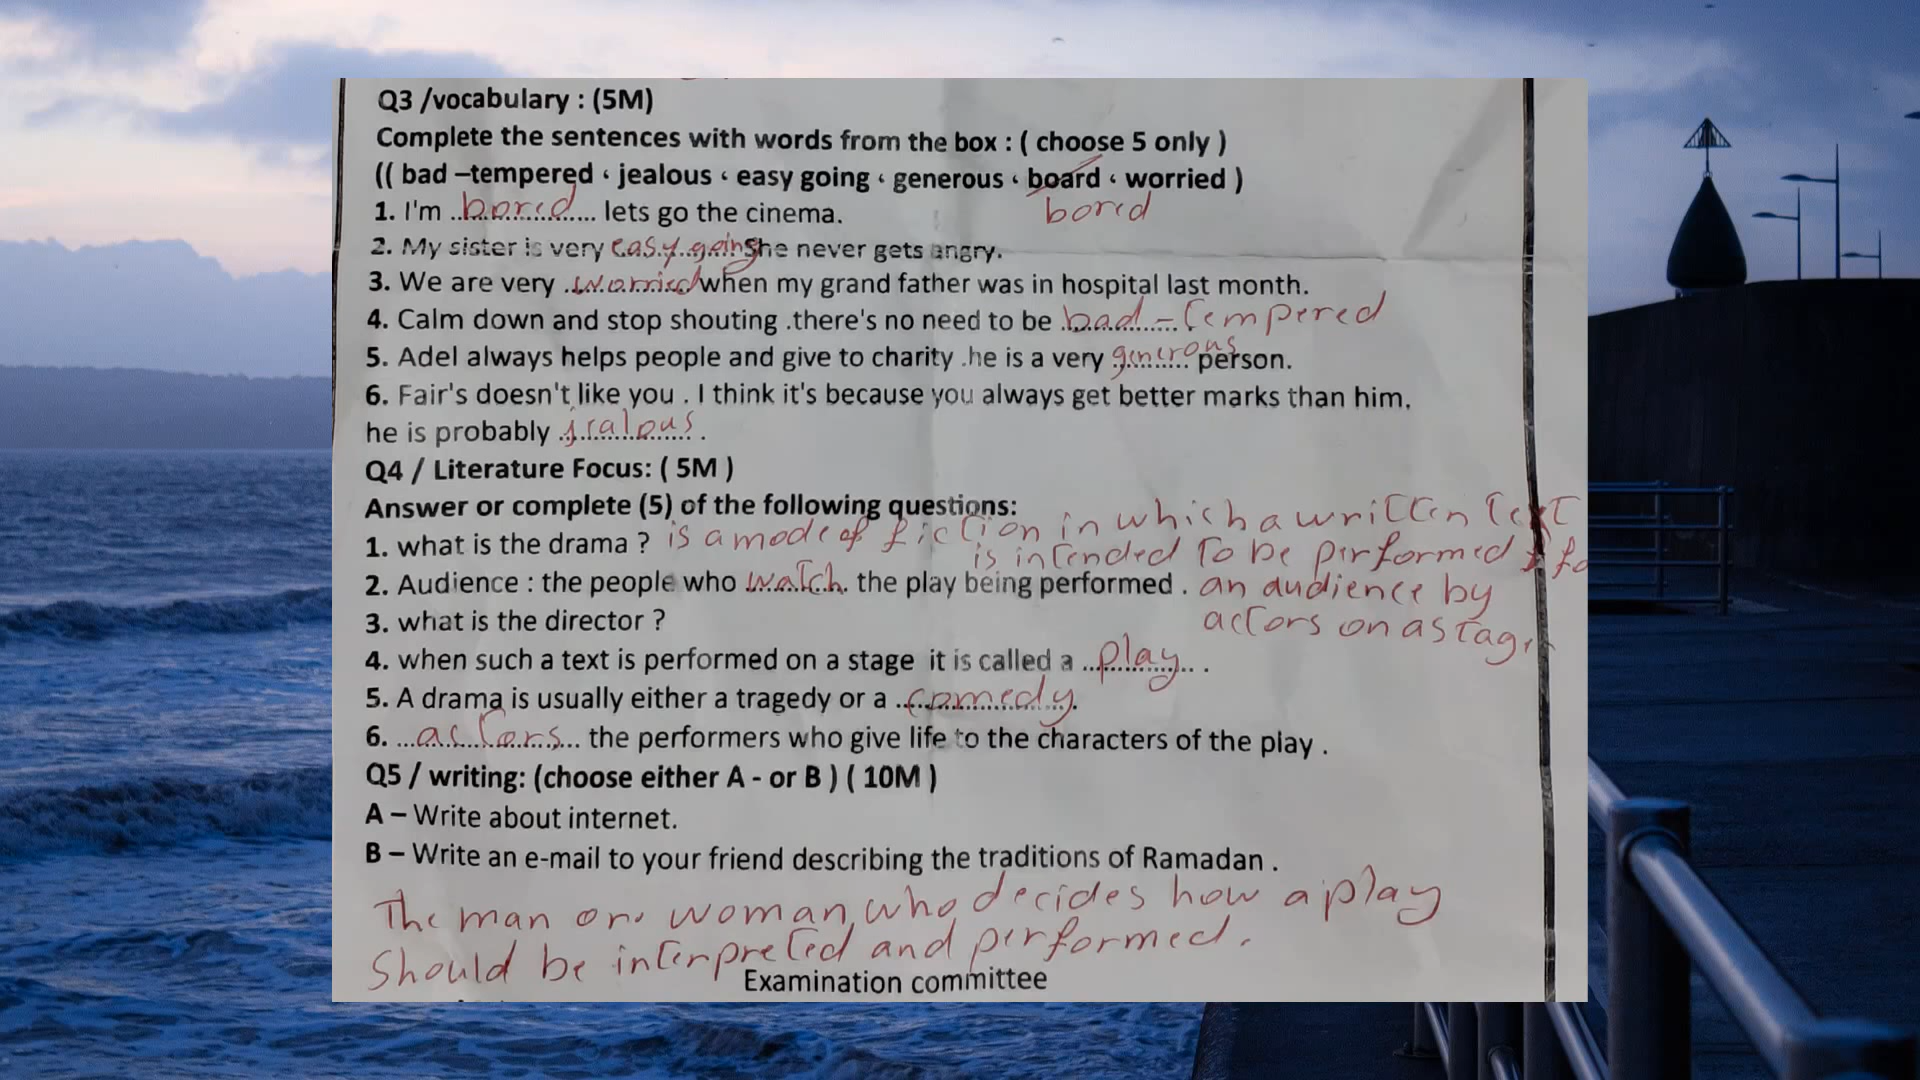 Q3 /vocabulary : (5M)
Complete the sentences with words from the box : ( choose 5 only )
(( bad –tempered ، jealous ، easy going ، generous ، board ، worried )
bored
1. I'm ..bored... lets go the cinema.
2. My sister is very easy going She never gets angry.
3. We are very .worried when my grand father was in hospital last month.
4. Calm down and stop shouting .there's no need to be bad - tempered
5. Adel always helps people and give to charity .he is a very generous person.
6. Fair's doesn't like you . I think it's because you always get better marks than him.
he is probably jealous .
Q4 / Literature Focus: ( 5M )
Answer or complete (5) of the following questions:
1. what is the drama ? is a mode of fiction in which a written text
is intended to be performed fo
an audience by
actors on a stage
2. Audience : the people who watch. the play being performed .
3. what is the director ?
4. when such a text is performed on a stage it is called a ..play.. .
5. A drama is usually either a tragedy or a ..comedy.
6. ...actors... the performers who give life to the characters of the play .
Q5 / writing: (choose either A - or B ) ( 10M )
A – Write about internet.
B – Write an e-mail to your friend describing the traditions of Ramadan .
The man or woman who decides how a play
should be interpreted and performed.
Examination committee